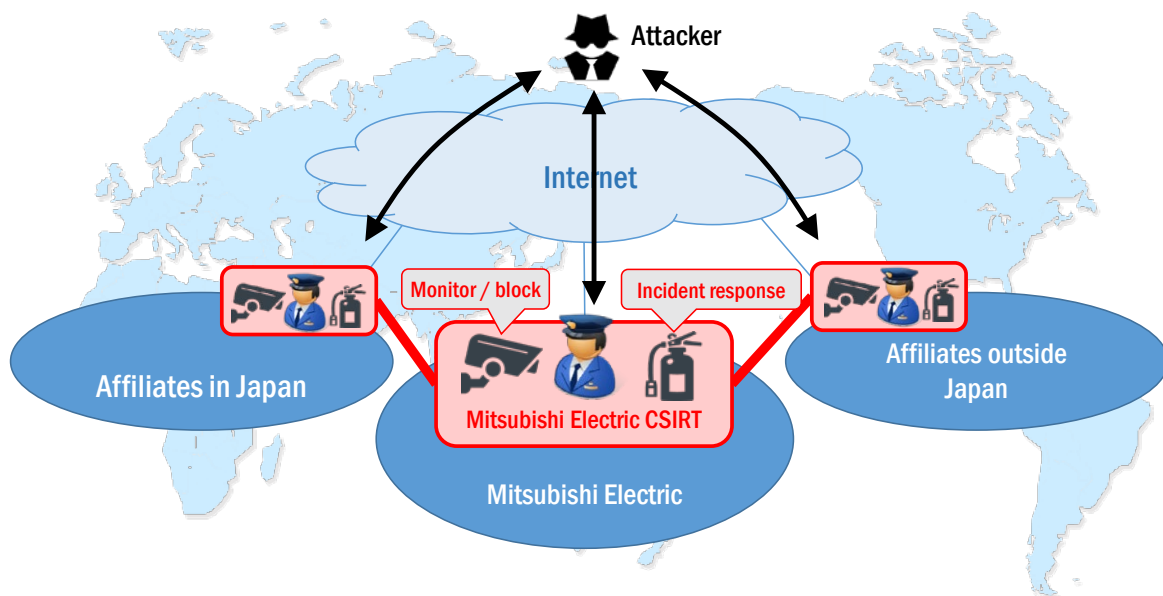 Attacker
Internet
Monitor / block
Incident response
Affiliates in Japan
Mitsubishi Electric CSIRT
Affiliates outside
Japan
Mitsubishi Electric